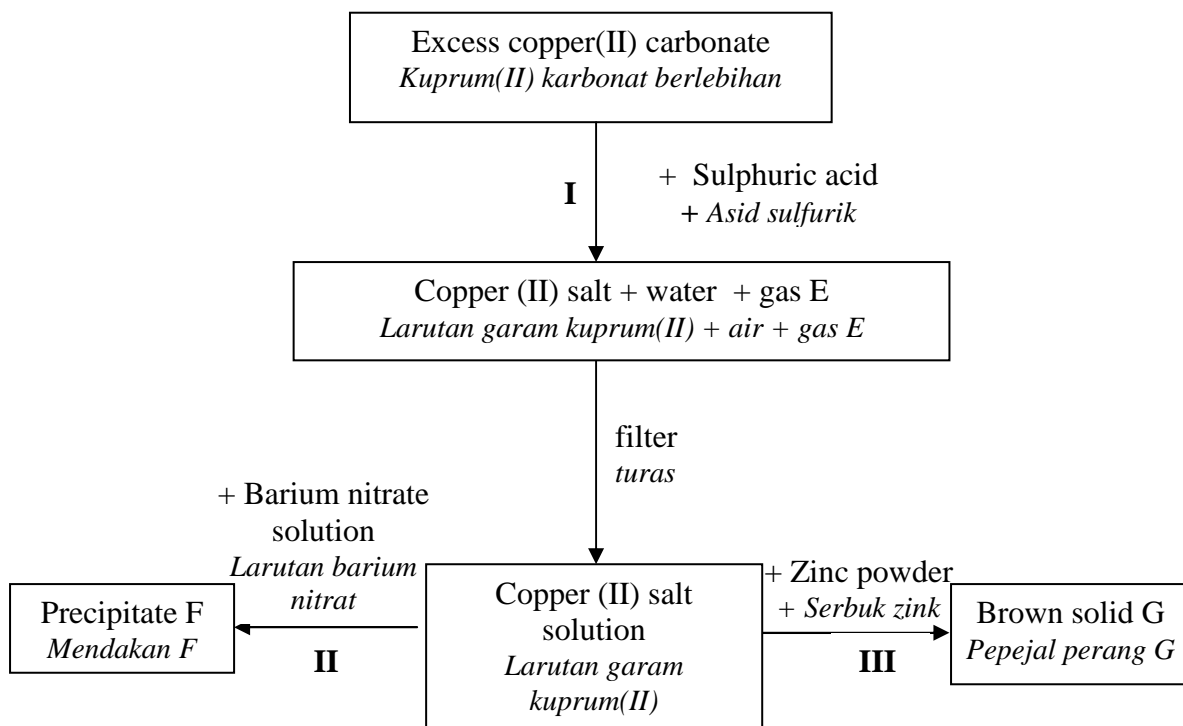 Excess copper(II) carbonate
Kuprum(II) karbonat berlebihan
I
+ Sulphuric acid
+ Asid sulfurik
Copper (II) salt + water + gas E
Larutan garam kuprum(II) + air + gas E
filter
turas
+ Barium nitrate
solution
Larutan barium
nitrat
II
Precipitate F
Mendakan F
Copper (II) salt
solution
Larutan garam
kuprum(II)
+ Zinc powder
+ Serbuk zink
III
Brown solid G
Pepejal perang G